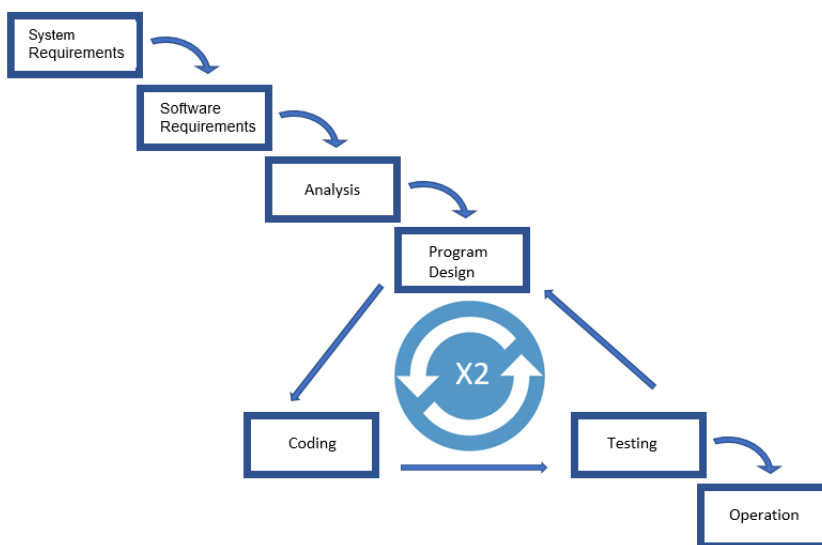 System
Requirements
Software
Requirements
Analysis
Program
Design
X2
Coding
Testing
Operation